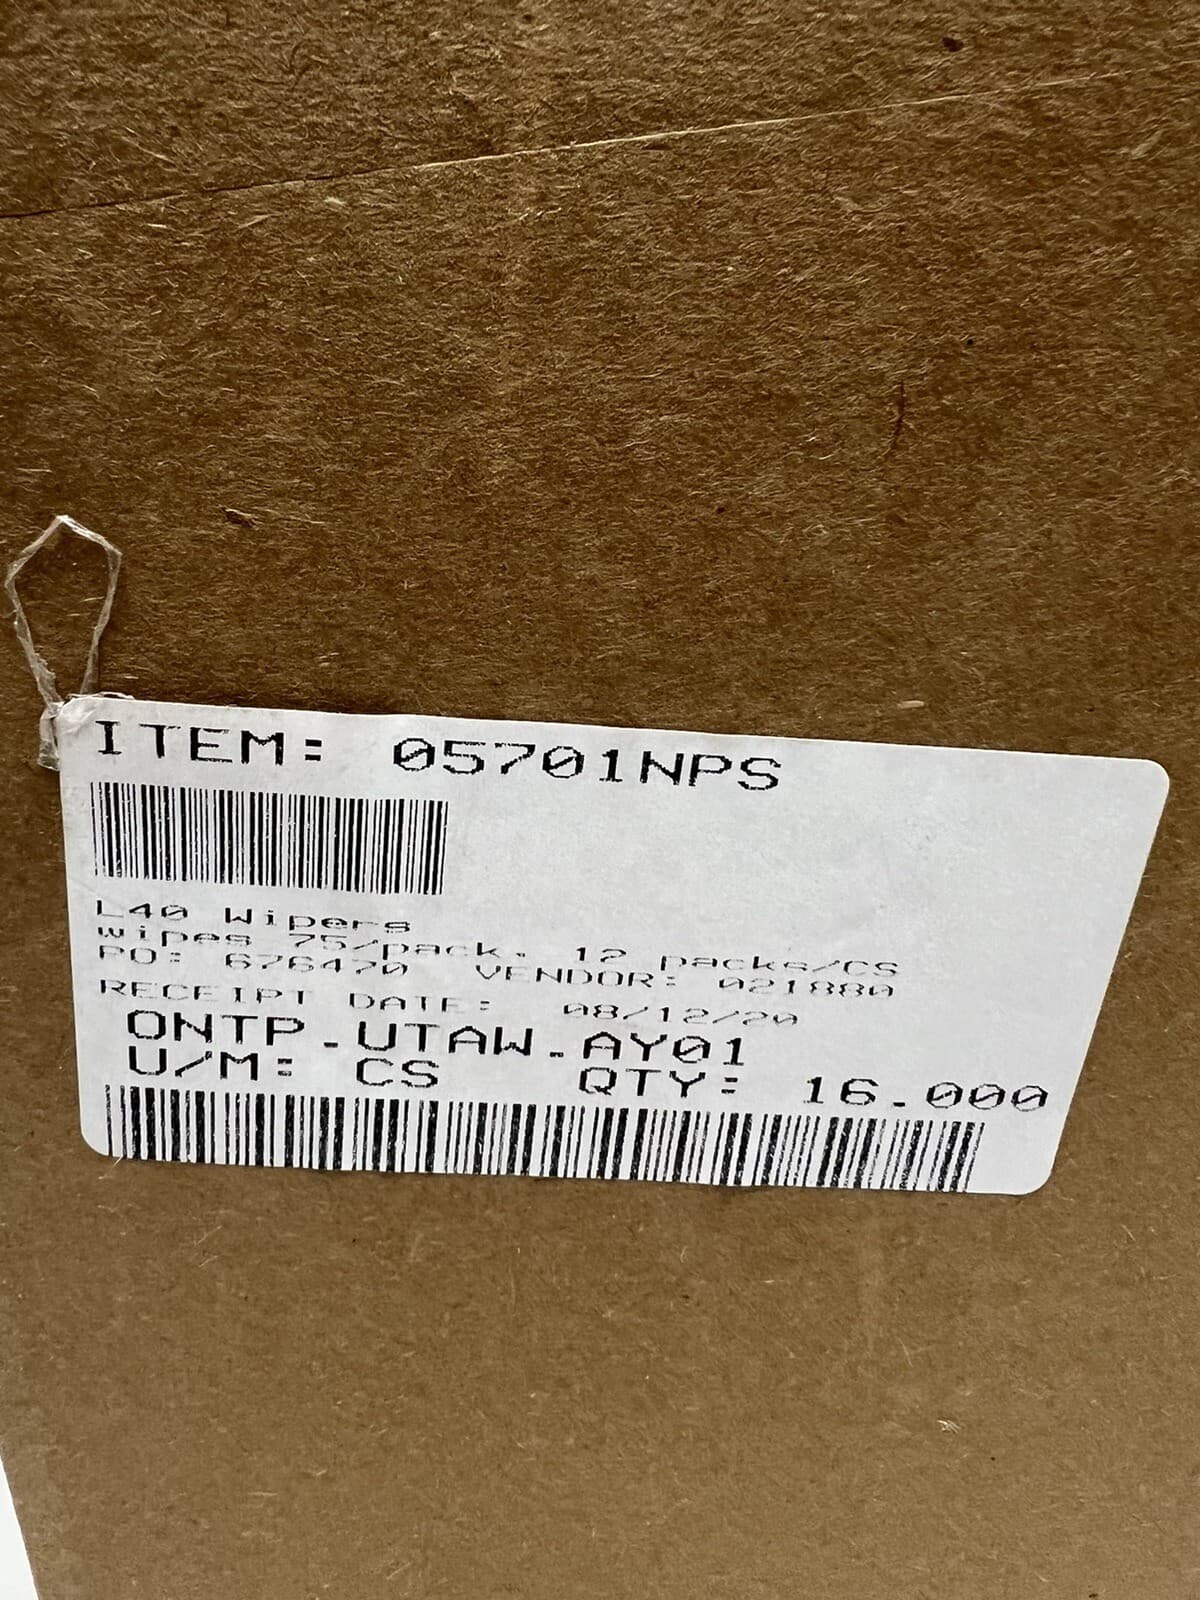 ITEM: 05701NPS
L40 Wipers
wipes 75/pack. 12 packs/CS
PO: 676470 VENDOR: 021880
RECEIPT DATE: 08/12/20
ONTP.UTAW.AY01
U/M: CS QTY: 16.000